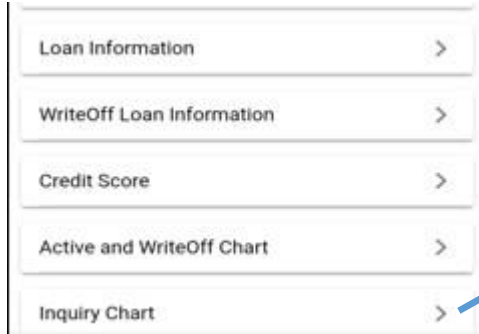 Loan Information
WriteOff Loan Information
Credit Score
Active and WriteOff Chart
Inquiry Chart